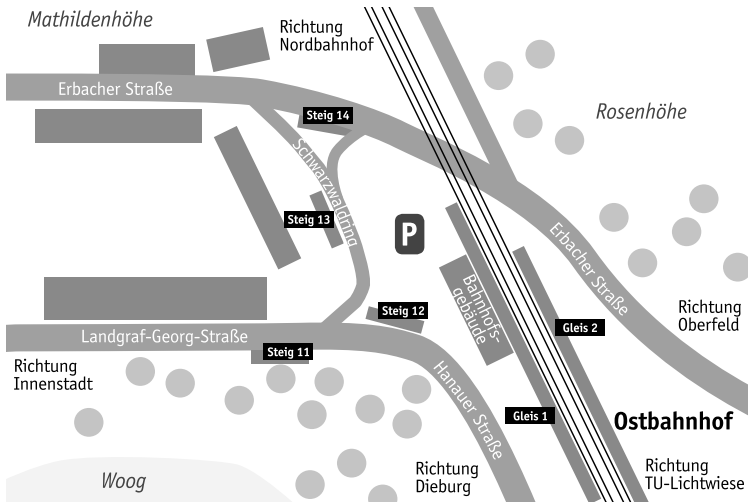 Mathildenhöhe
Richtung
Nordbahnhof
Erbacher Straße
Steig 14
Rosenhöhe
Schwarzwaldring
Steig 13
P
Erbacher Straße
Bahnhofs-
gebäude
Richtung
Oberfeld
Steig 12
Gleis 2
Landgraf-Georg-Straße
Steig 11
Richtung
Innenstadt
Hanauer Straße
Gleis 1
Ostbahnhof
Woog
Richtung
Dieburg
Richtung
TU-Lichtwiese